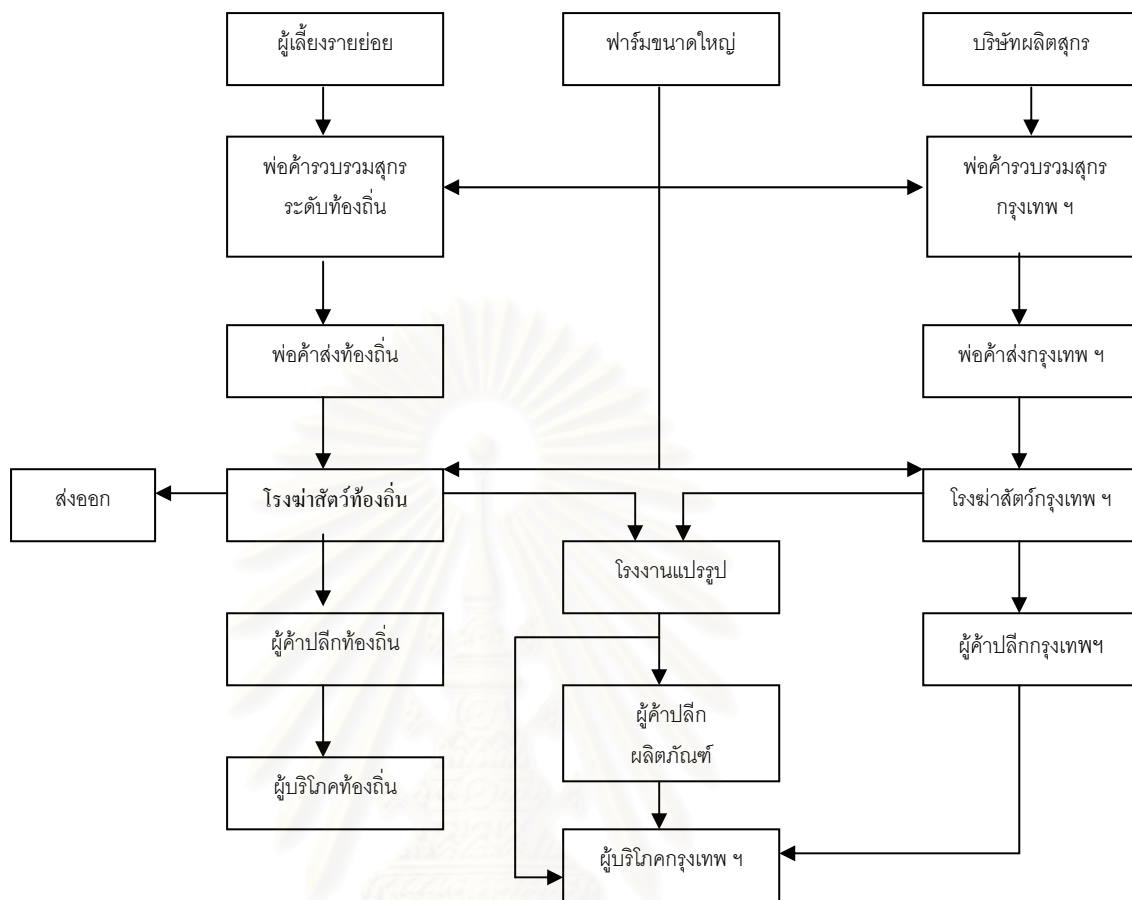 ผู้เลี้ยงรายย่อย
ฟาร์มขนาดใหญ่
บริษัทผลิตสุกร
พ่อค้ารวบรวมสุกร
ระดับท้องถิ่น
พ่อค้ารวบรวมสุกร
กรุงเทพ ฯ
พ่อค้าส่งท้องถิ่น
พ่อค้าส่งกรุงเทพ ฯ
ส่งออก
โรงฆ่าสัตว์ท้องถิ่น
โรงฆ่าสัตว์กรุงเทพ ฯ
โรงงานแปรรูป
ผู้ค้าปลีกท้องถิ่น
ผู้ค้าปลีกกรุงเทพฯ
ผู้ค้าปลีก
ผลิตภัณฑ์
ผู้บริโภคท้องถิ่น
ผู้บริโภคกรุงเทพ ฯ